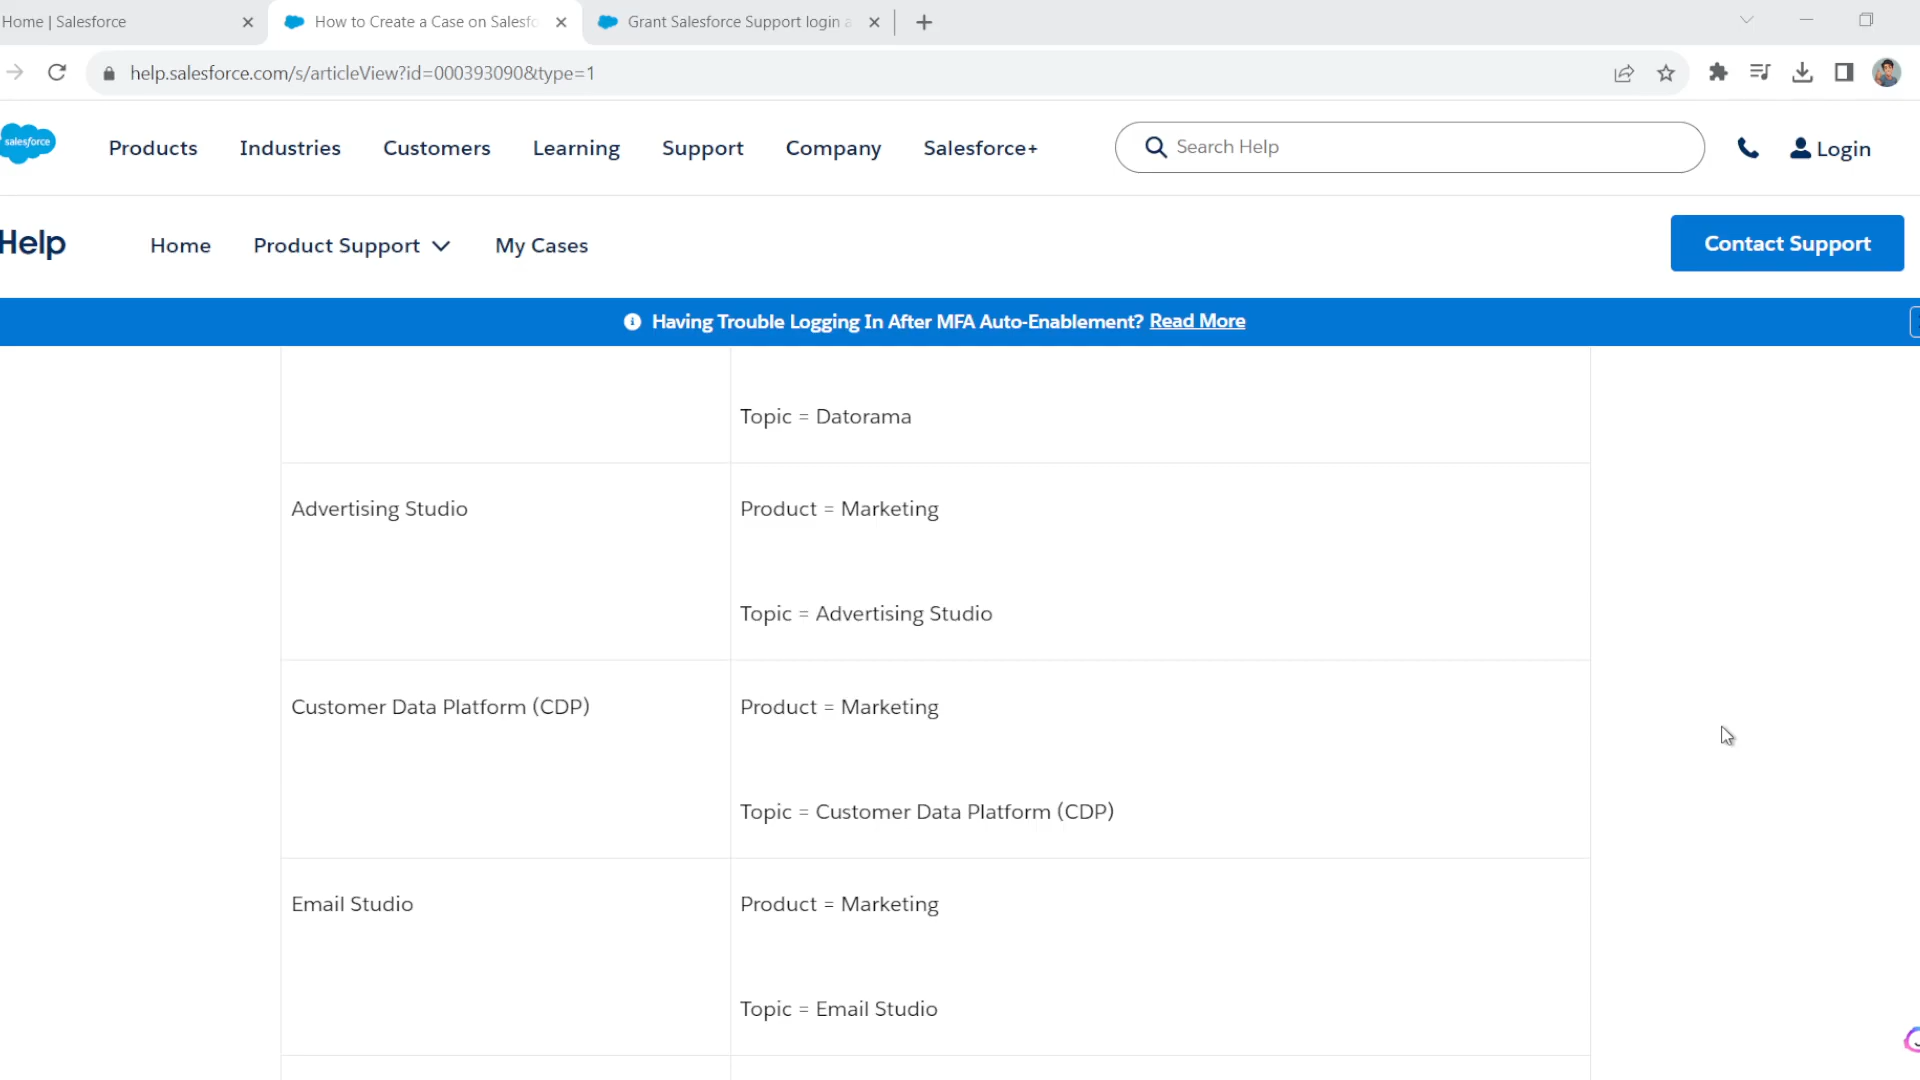 Home | Salesforce
How to Create a Case on Salesfo
Grant Salesforce Support login a
help.salesforce.com/s/articleView?id=000393090&type=1
salesforce
Products
Industries
Customers
Learning
Support
Company
Salesforce+
Search Help
Login
Help
Home
Product Support
My Cases
Contact Support
Having Trouble Logging In After MFA Auto-Enablement? Read More
Topic = Datorama
Advertising Studio
Product = Marketing
Topic = Advertising Studio
Customer Data Platform (CDP)
Product = Marketing
Topic = Customer Data Platform (CDP)
Email Studio
Product = Marketing
Topic = Email Studio